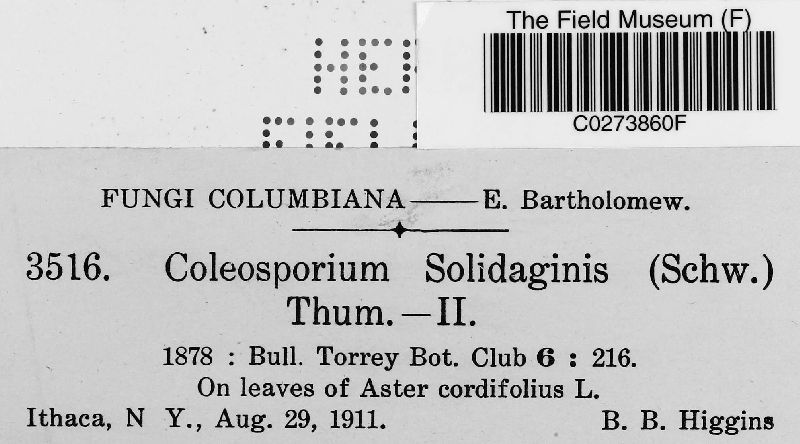 The Field Museum (F)
C0273860F
FUNGI COLUMBIANA——E. Bartholomew.
3516. Coleosporium Solidaginis (Schw.)
Thum.—II.
1878 : Bull. Torrey Bot. Club 6 : 216.
On leaves of Aster cordifolius L.
Ithaca, N Y., Aug. 29, 1911. B. B. Higgins